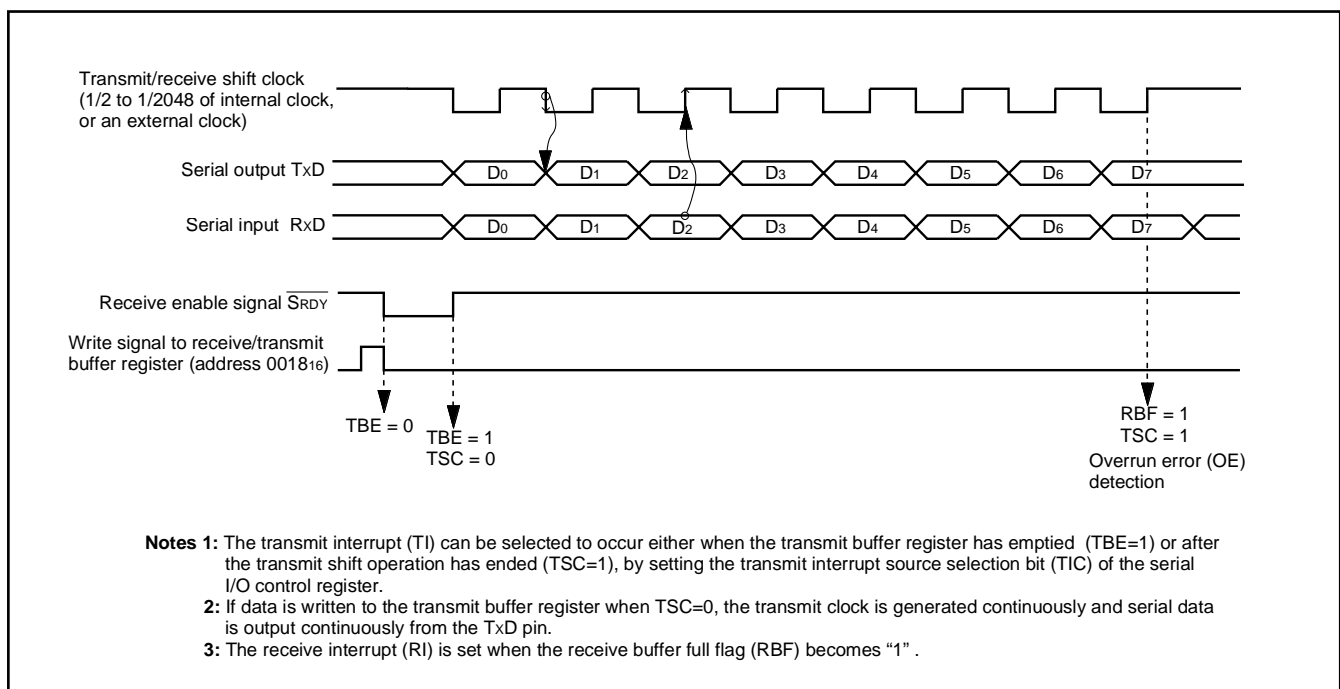 Transmit/receive shift clock
(1/2 to 1/2048 of internal clock,
or an external clock)
Serial output TxD
D0 D1 D2 D3 D4 D5 D6 D7
Serial input RxD
D0 D1 D2 D3 D4 D5 D6 D7
Receive enable signal SRDY
Write signal to receive/transmit
buffer register (address 001816)
TBE = 0
TBE = 1
TSC = 0
RBF = 1
TSC = 1
Overrun error (OE)
detection
Notes 1: The transmit interrupt (TI) can be selected to occur either when the transmit buffer register has emptied (TBE=1) or after
the transmit shift operation has ended (TSC=1), by setting the transmit interrupt source selection bit (TIC) of the serial
I/O control register.
2: If data is written to the transmit buffer register when TSC=0, the transmit clock is generated continuously and serial data
is output continuously from the TxD pin.
3: The receive interrupt (RI) is set when the receive buffer full flag (RBF) becomes “1” .